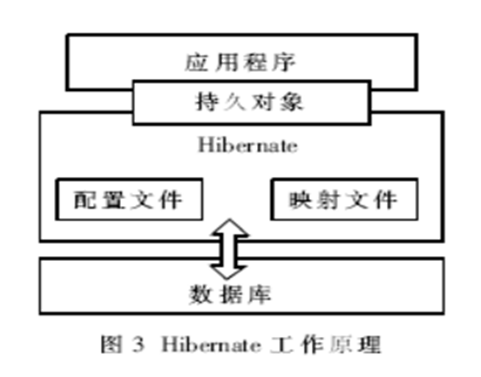 应用程序
持久对象
Hibernate
配置文件 映射文件
数据库
图 3 Hibernate 工作原理